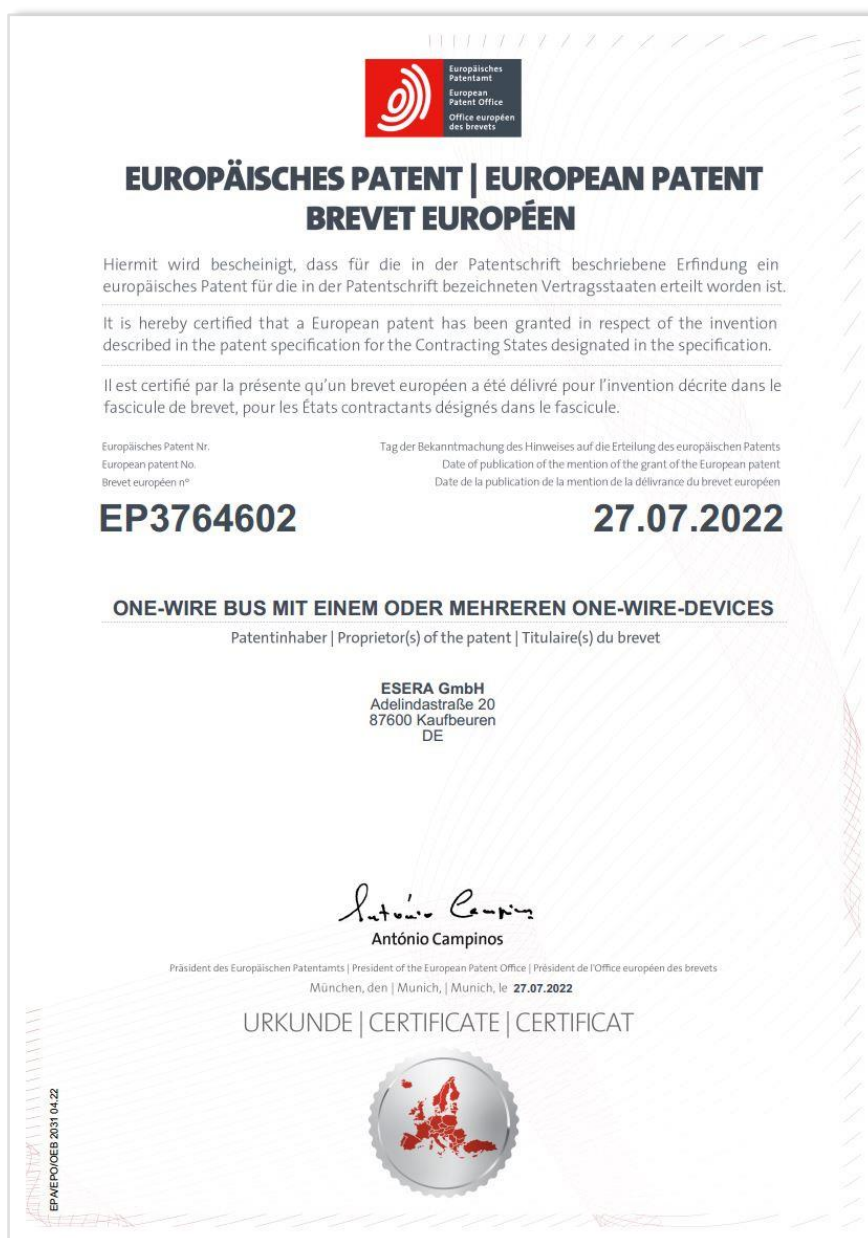 Europäisches
Patentamt
European
Patent Office
Office européen
des brevets
EUROPÄISCHES PATENT | EUROPEAN PATENT
BREVET EUROPÉEN
Hiermit wird bescheinigt, dass für die in der Patentschrift beschriebene Erfindung ein
europäisches Patent für die in der Patentschrift bezeichneten Vertragsstaaten erteilt worden ist.
It is hereby certified that a European patent has been granted in respect of the invention
described in the patent specification for the Contracting States designated in the specification.
Il est certifié par la présente qu'un brevet européen a été délivré pour l'invention décrite dans le
fascicule de brevet, pour les États contractants désignés dans le fascicule.
Europäisches Patent Nr.
European patent No.
Brevet européen n°
Tag der Bekanntmachung des Hinweises auf die Erteilung des europäischen Patents
Date of publication of the mention of the grant of the European patent
Date de la publication de la mention de la délivrance du brevet européen
EP3764602
27.07.2022
ONE-WIRE BUS MIT EINEM ODER MEHREREN ONE-WIRE-DEVICES
Patentinhaber | Proprietor(s) of the patent | Titulaire(s) du brevet
ESERA GmbH
Adelindastraße 20
87600 Kaufbeuren
DE
António Campinos
António Campinos
Präsident des Europäischen Patentamts | President of the European Patent Office | Président de l'Office européen des brevets
München, den | Munich, | Munich, le 27.07.2022
URKUNDE | CERTIFICATE | CERTIFICAT
EPA/EPO/OEB 2031 04.22